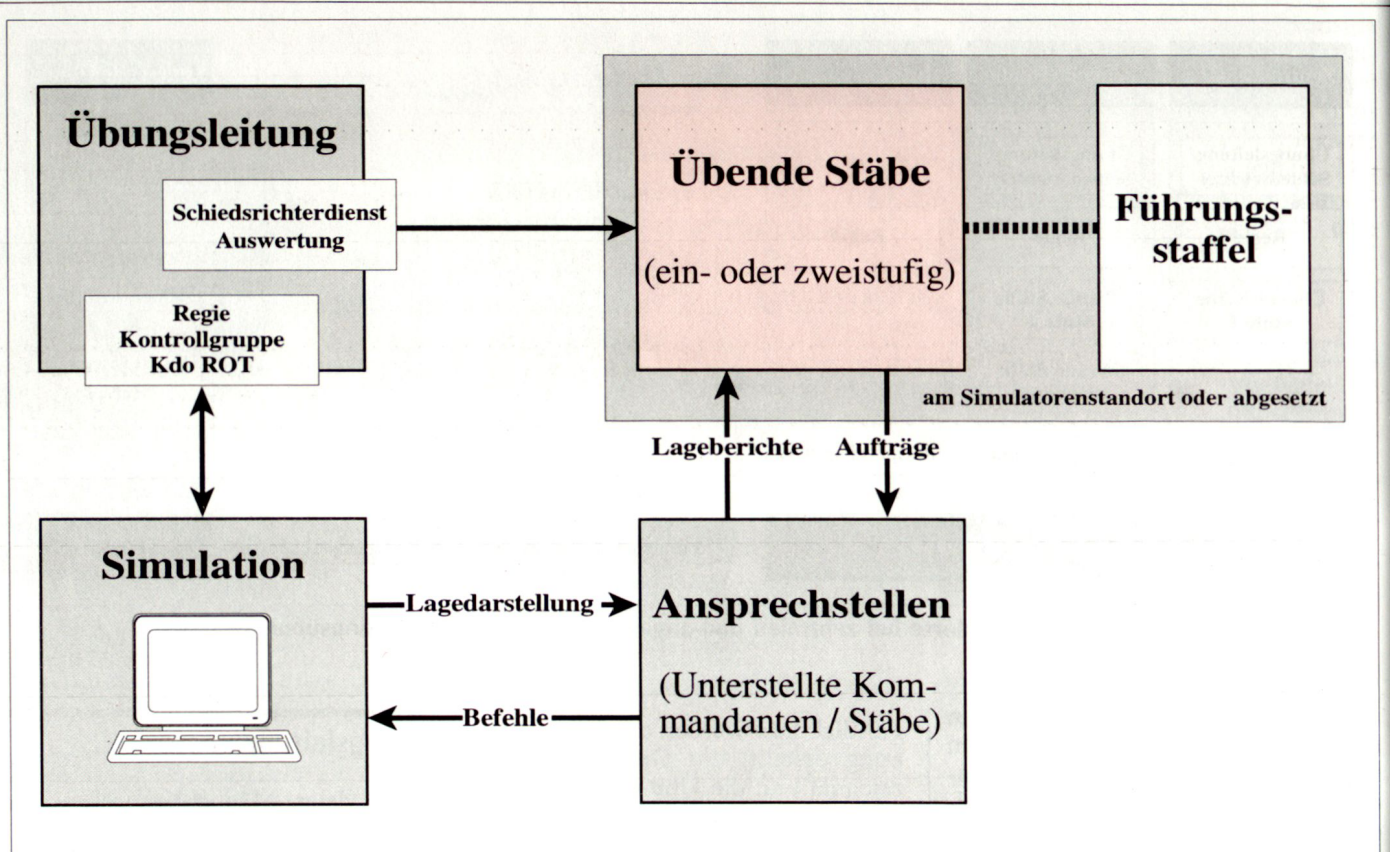 Übungsleitung
Schiedsrichterdienst
Auswertung
Regie
Kontrollgruppe
Kdo ROT
Übende Stäbe
(ein- oder zweistufig)
Führungs-
staffel
am Simulatorenstandort oder abgesetzt
Lageberichte
Aufträge
Simulation
Lagedarstellung
Befehle
Ansprechstellen
(Unterstellte Kom-
mandanten / Stäbe)